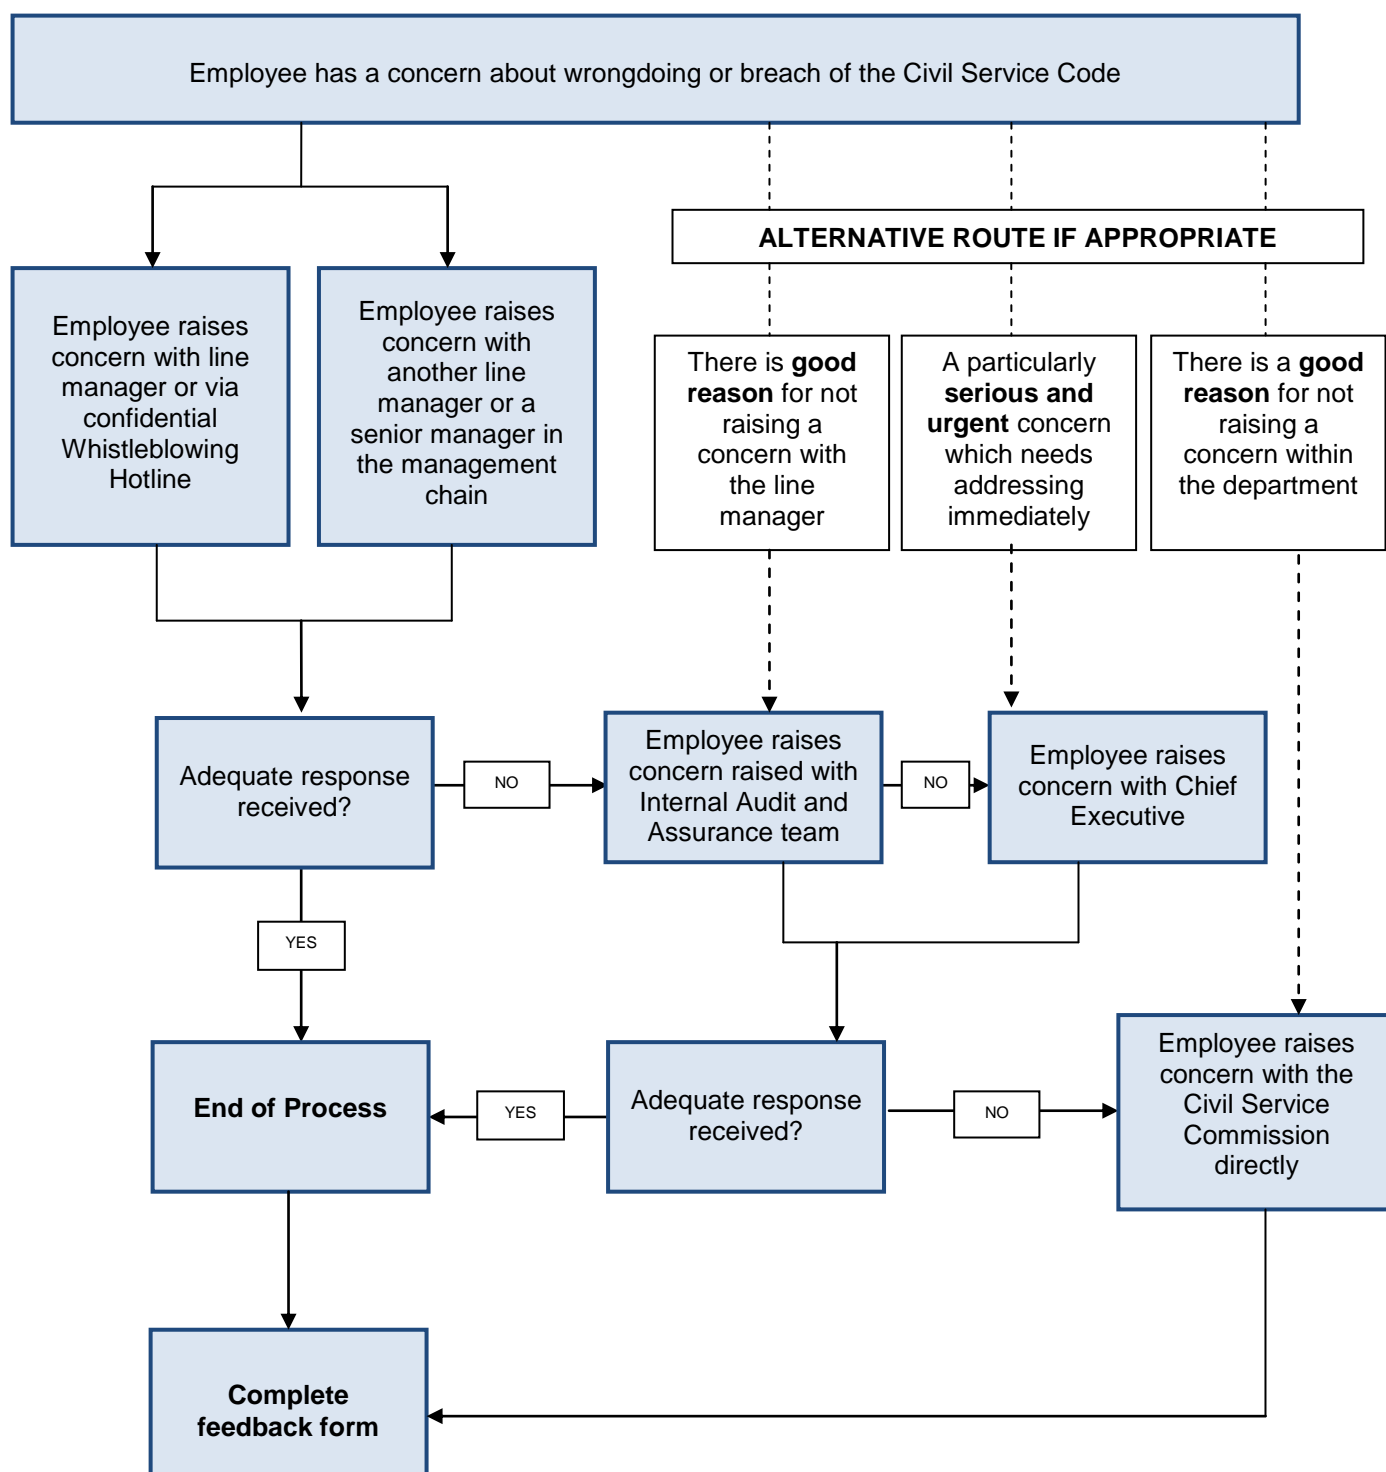 Employee has a concern about wrongdoing or breach of the Civil Service Code
ALTERNATIVE ROUTE IF APPROPRIATE
Employee raises
concern with line
manager or via
confidential
Whistleblowing
Hotline
Employee raises
concern with
another line
manager or a
senior manager in
the management
chain
There is good
reason for not
raising a
concern with
the line
manager
A particularly
serious and
urgent concern
which needs
addressing
immediately
There is a good
reason for not
raising a
concern within
the department
Adequate response
received?
NO
Employee raises
concern raised with
Internal Audit and
Assurance team
NO
Employee raises
concern with Chief
Executive
YES
End of Process
YES
Adequate response
received?
NO
Employee raises
concern with the
Civil Service
Commission
directly
Complete
feedback form